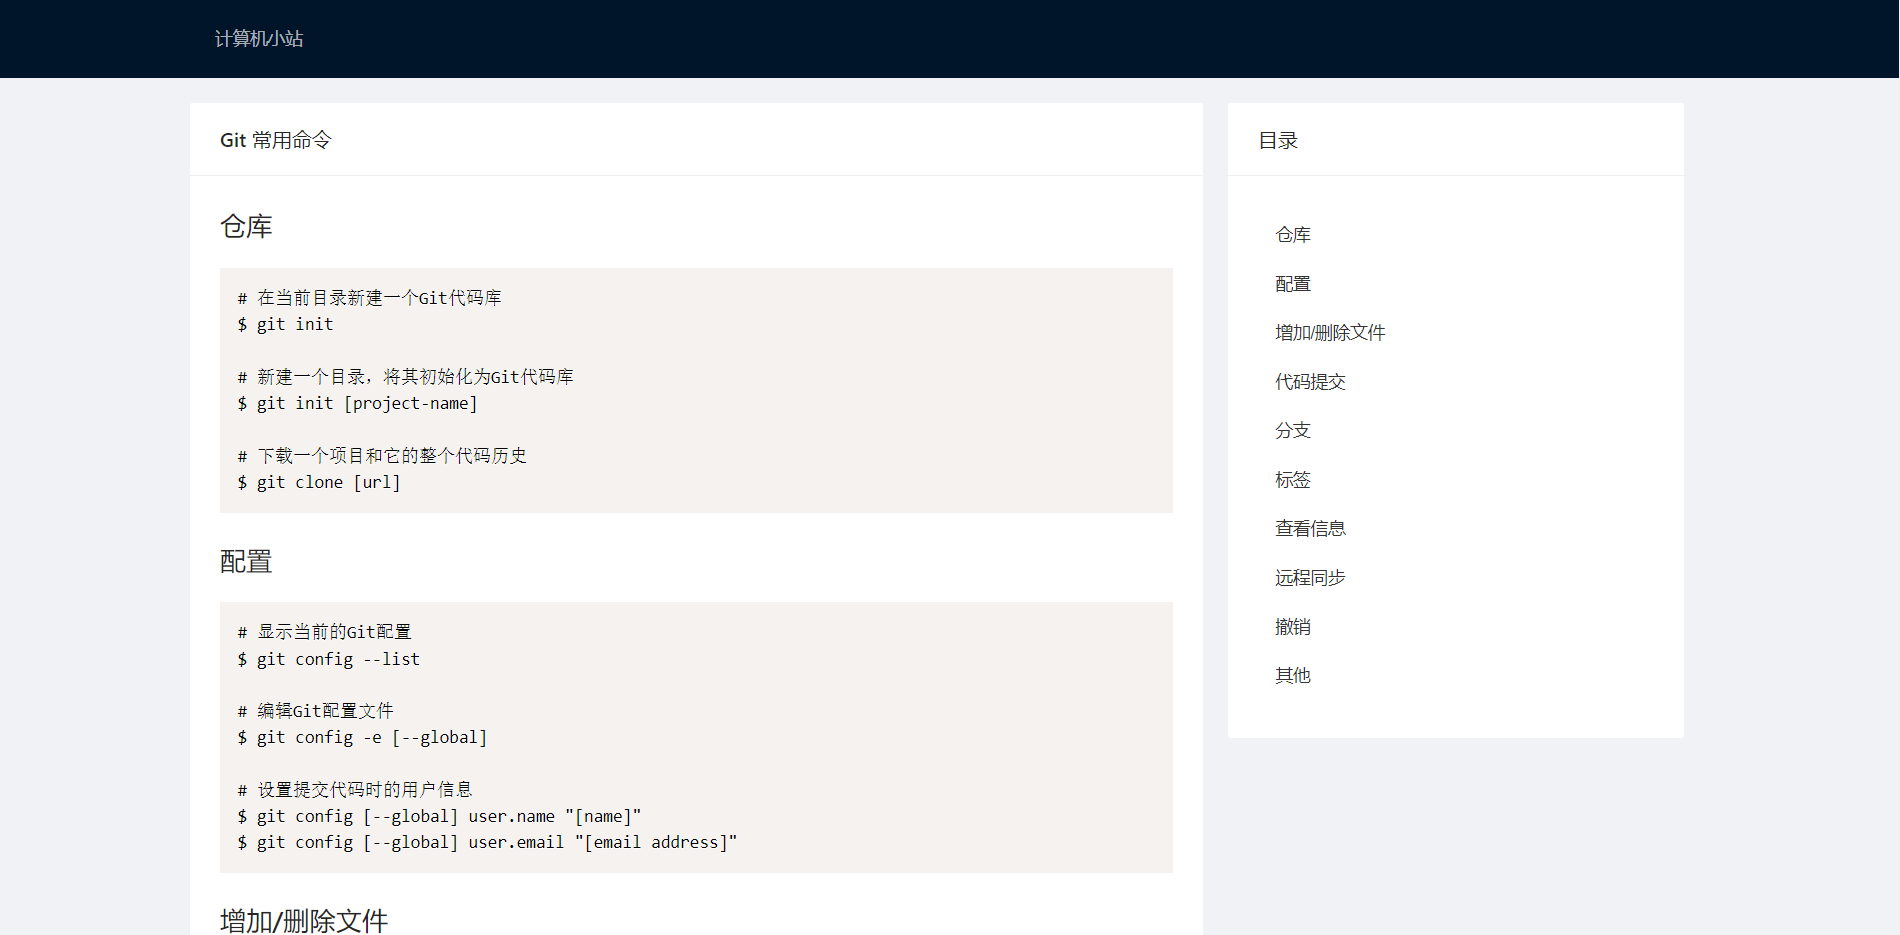 计算机小站
Git 常用命令
仓库
# 在当前目录新建一个Git代码库
$ git init
# 新建一个目录，将其初始化为Git代码库
$ git init [project-name]
# 下载一个项目和它的整个代码历史
$ git clone [url]
配置
# 显示当前的Git配置
$ git config --list
# 编辑Git配置文件
$ git config -e [--global]
# 设置提交代码时的用户信息
$ git config [--global] user.name "[name]"
$ git config [--global] user.email "[email address]"
增加/删除文件
目录
仓库
配置
增加/删除文件
代码提交
分支
标签
查看信息
远程同步
撤销
其他